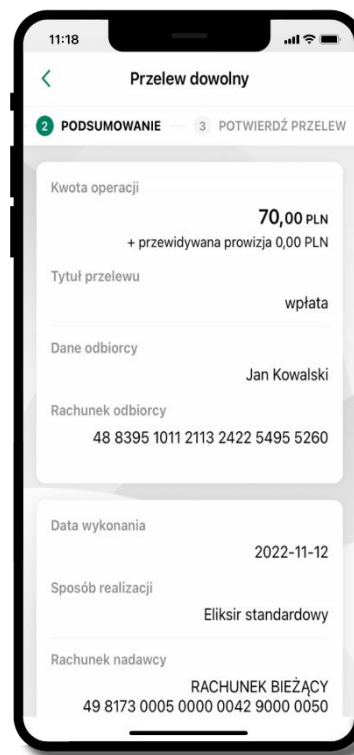 11:18
Przelew dowolny
2 PODSUMOWANIE 3 POTWIERDŹ PRZELEW
Kwota operacji
70,00 PLN
+ przewidywana prowizja 0,00 PLN
Tytuł przelewu
wpłata
Dane odbiorcy
Jan Kowalski
Rachunek odbiorcy
48 8395 1011 2113 2422 5495 5260
Data wykonania
2022-11-12
Sposób realizacji
Eliksir standardowy
Rachunek nadawcy
RACHUNEK BIEŻĄCY
49 8173 0005 0000 0042 9000 0050